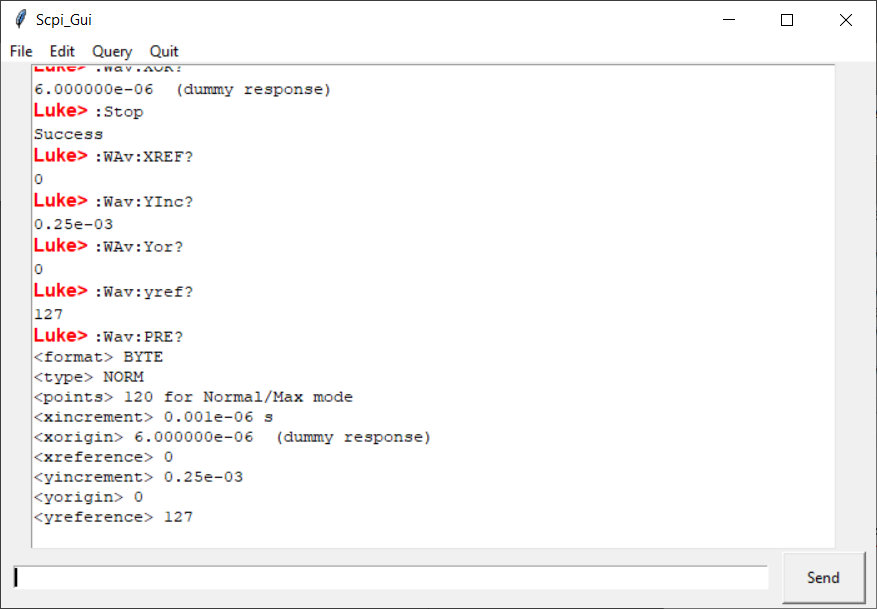 Scpi_Gui
File Edit Query Quit
Luke> :Wav:XOR?
6.000000e-06 (dummy response)
Luke> :Stop
Success
Luke> :WAv:XREF?
0
Luke> :Wav:YInc?
0.25e-03
Luke> :WAv:Yor?
0
Luke> :Wav:yref?
127
Luke> :Wav:PRE?
<format> BYTE
<type> NORM
<points> 120 for Normal/Max mode
<xincrement> 0.001e-06 s
<xorigin> 6.000000e-06 (dummy response)
<xreference> 0
<yincrement> 0.25e-03
<yorigin> 0
<yreference> 127
Send